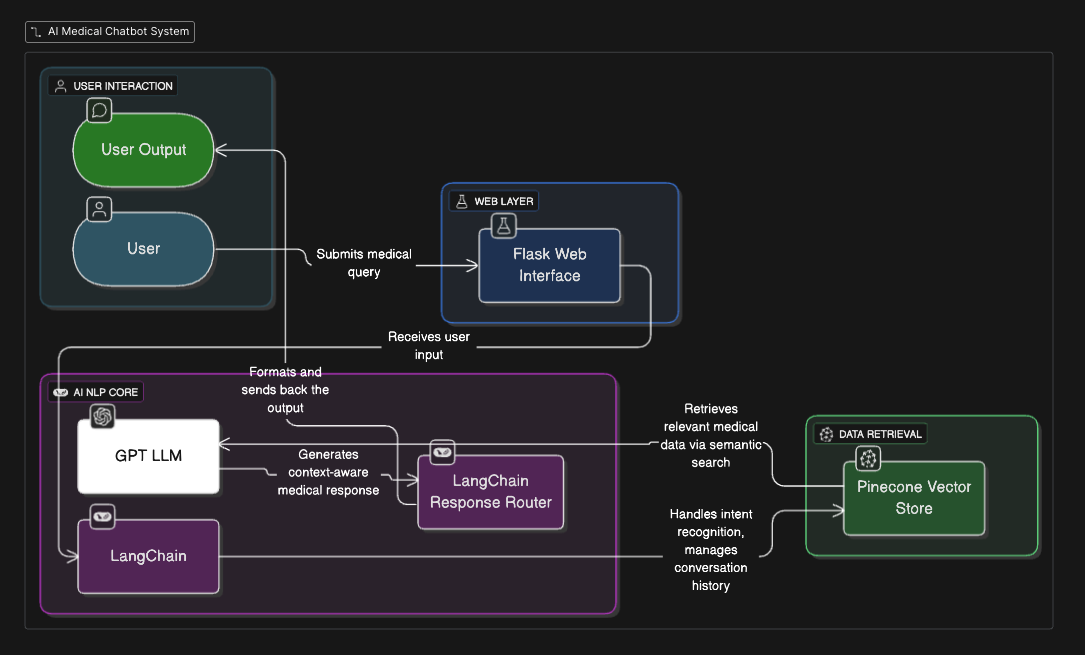 AI Medical Chatbot System
USER INTERACTION
User Output
User
Submits medical
query
WEB LAYER
Flask Web
Interface
Receives user
input
Formats and
sends back the
output
AI NLP CORE
GPT LLM
Generates
context-aware
medical response
LangChain
Response Router
LangChain
Retrieves
relevant medical
data via semantic
search
Handles intent
recognition,
manages
conversation
history
DATA RETRIEVAL
Pinecone Vector
Store